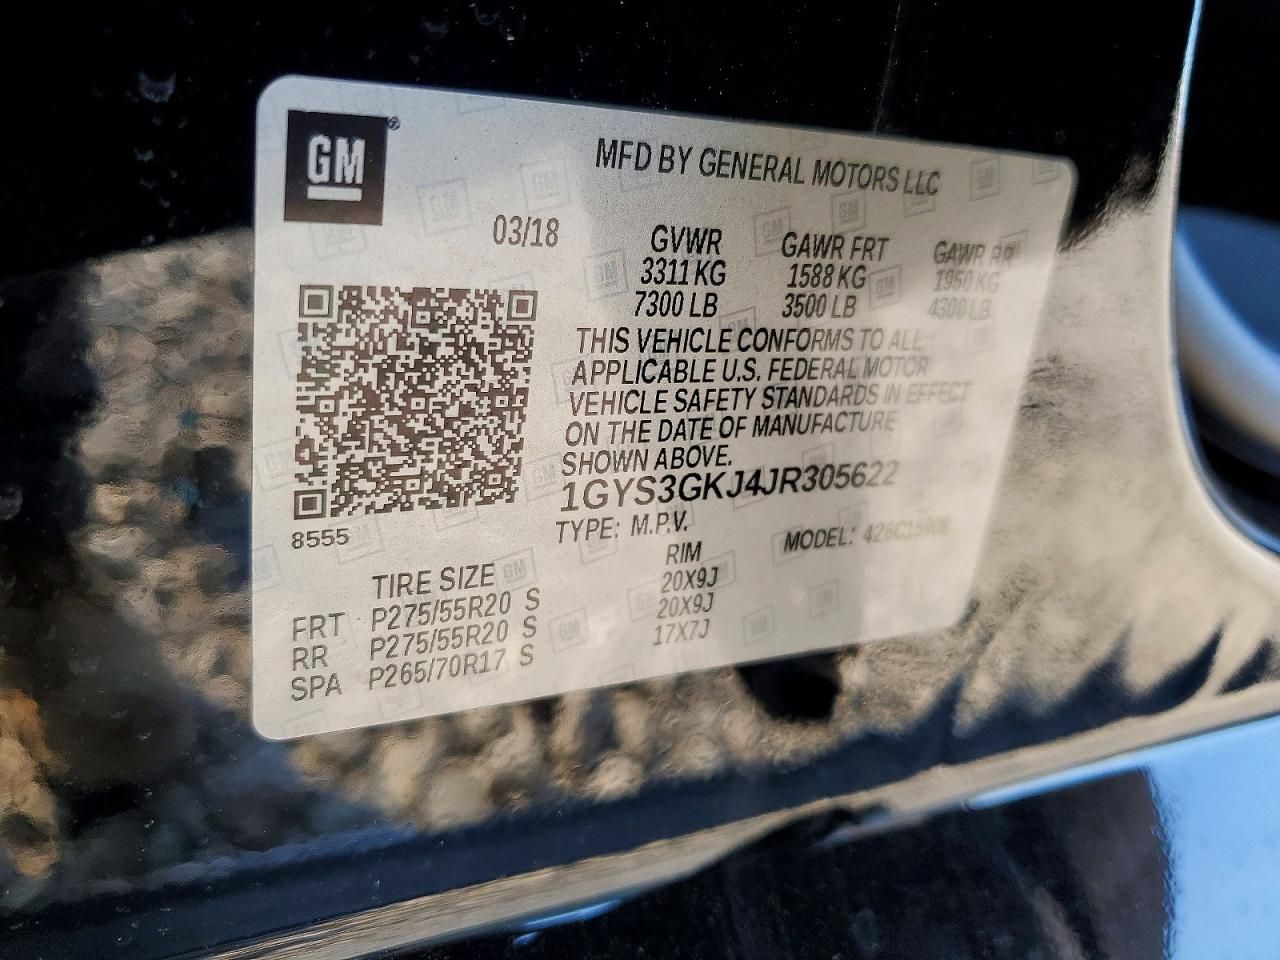 GM®
MFD BY GENERAL MOTORS LLC
03/18
GVWR GAWR FRT GAWR RR
3311 KG 1588 KG 1950 KG
7300 LB 3500 LB 4300 LB
THIS VEHICLE CONFORMS TO ALL
APPLICABLE U.S. FEDERAL MOTOR
VEHICLE SAFETY STANDARDS IN EFFECT
ON THE DATE OF MANUFACTURE
SHOWN ABOVE.
1GYS3GKJ4JR305622
8555
TYPE: M.P.V. MODEL:
TIRE SIZE RIM
FRT P275/55R20 S 20X9J
RR P275/55R20 S 20X9J
SPA P265/70R17 S 17X7J